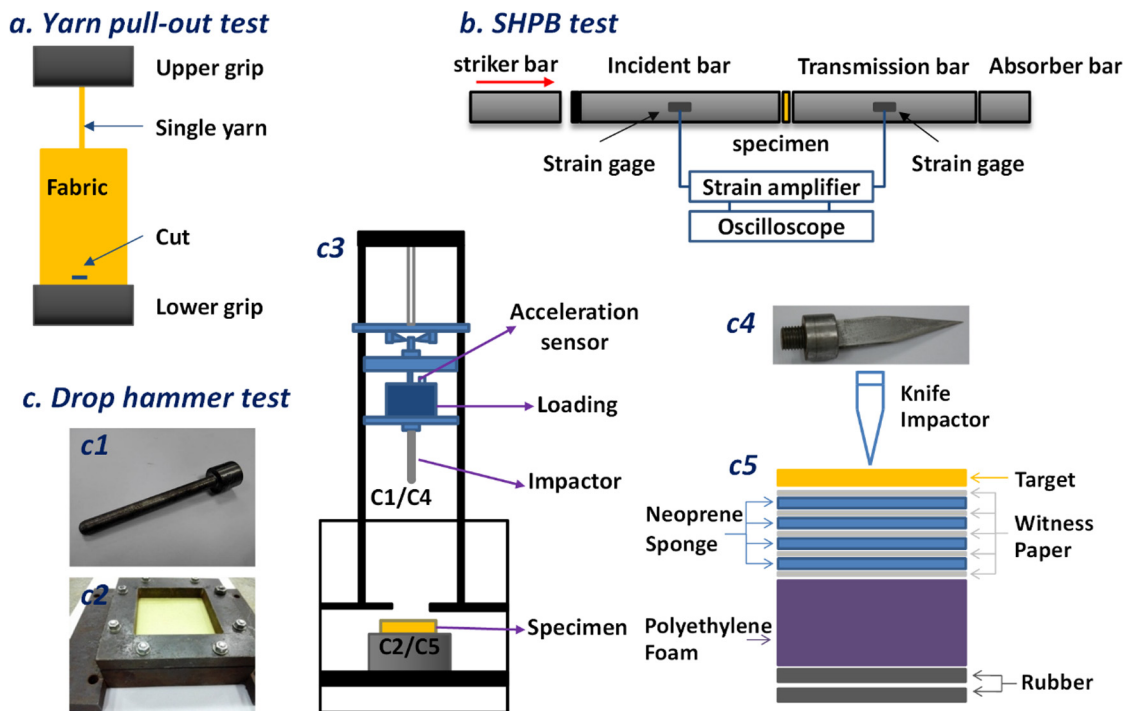 a. Yarn pull-out test
Upper grip
Single yarn
Fabric
Cut
Lower grip
b. SHPB test
striker bar
Incident bar
Transmission bar
Absorber bar
Strain gage
specimen
Strain gage
Strain amplifier
Oscilloscope
c. Drop hammer test
c1
c2
c3
Acceleration
sensor
Loading
Impactor
C1/C4
Specimen
C2/C5
c4
Knife
Impactor
c5
Target
Neoprene
Sponge
Witness
Paper
Polyethylene
Foam
Rubber